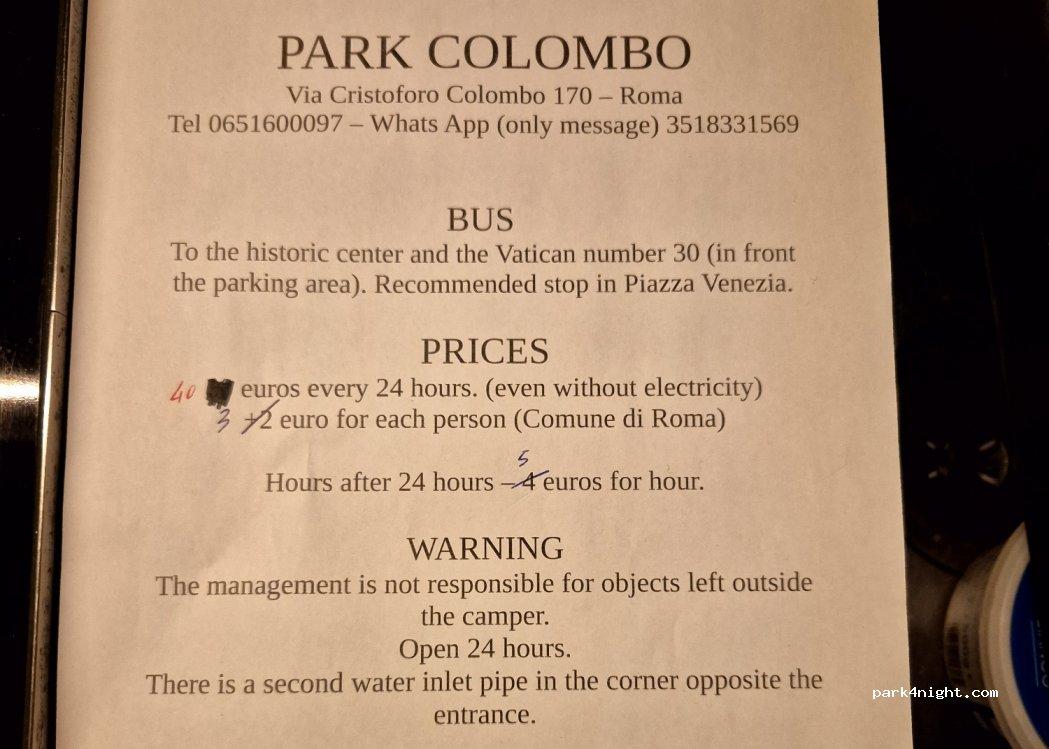 PARK COLOMBO
Via Cristoforo Colombo 170 – Roma
Tel 0651600097 – Whats App (only message) 3518331569
BUS
To the historic center and the Vatican number 30 (in front
the parking area). Recommended stop in Piazza Venezia.
PRICES
40 euros every 24 hours. (even without electricity)
3 +2 euro for each person (Comune di Roma)
5
Hours after 24 hours – 4 euros for hour.
WARNING
The management is not responsible for objects left outside
the camper.
Open 24 hours.
There is a second water inlet pipe in the corner opposite the
entrance.
park4night.com